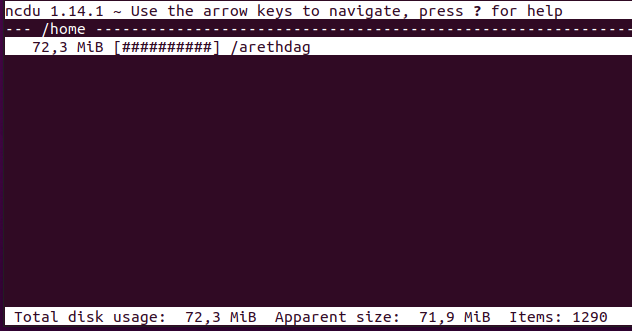 ncdu 1.14.1 ~ Use the arrow keys to navigate, press ? for help
--- /home -----------------------------------------------------------
72,3 MiB [##########] /arethdag
Total disk usage:  72,3 MiB  Apparent size:  71,9 MiB  Items: 1290